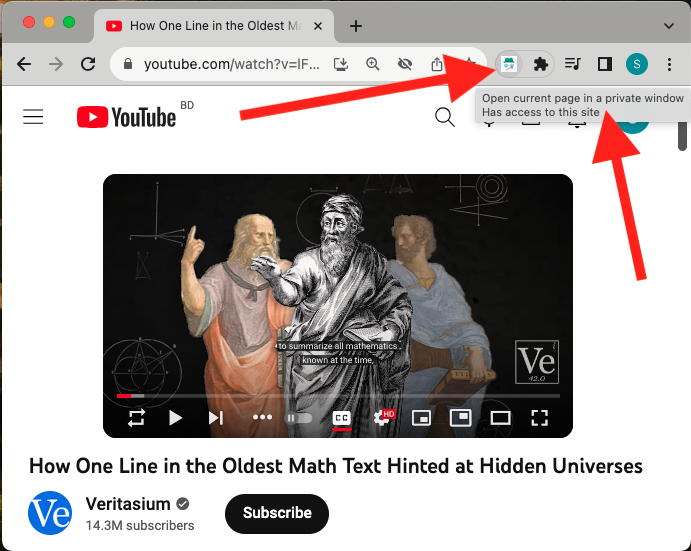 How One Line in the Oldest Ma
youtube.com/watch?v=lF...
S
Open current page in a private window
Has access to this site
YouTube
BD
to summarize all mathematics
known at the time,
Ve
42.0
CC
HD
How One Line in the Oldest Math Text Hinted at Hidden Universes
Ve
Veritasium
14.3M subscribers
Subscribe